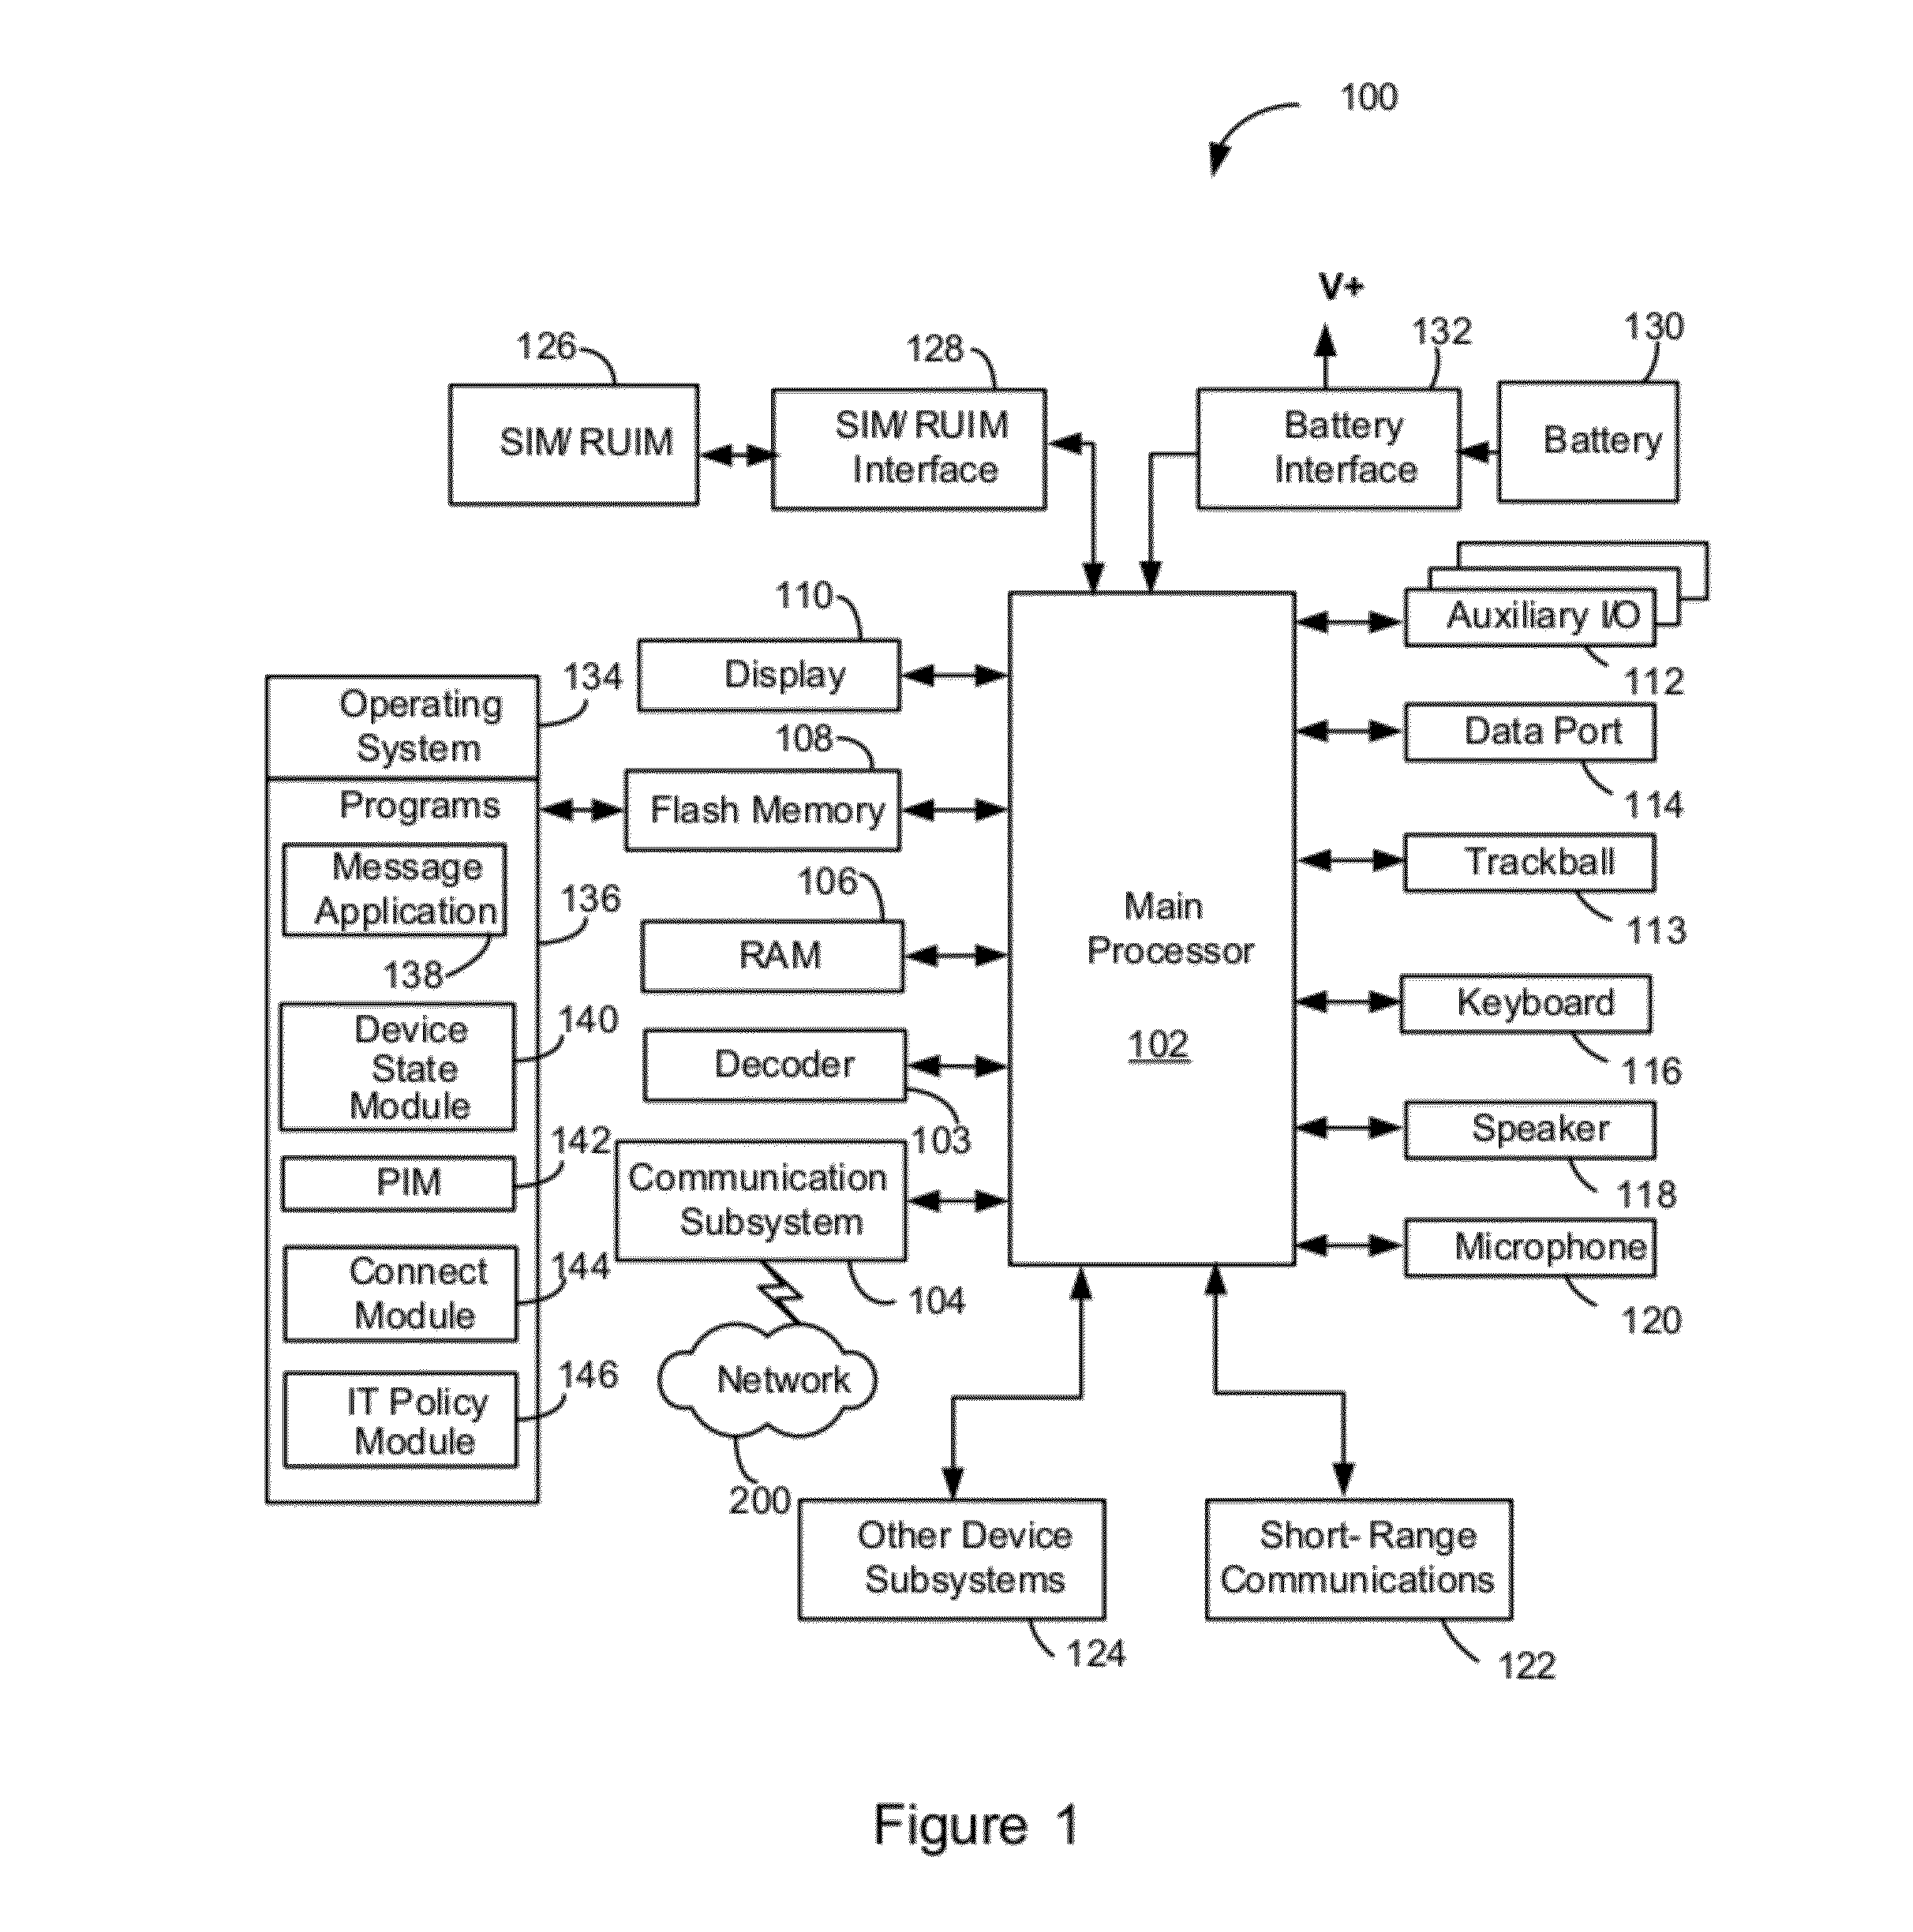 100
V+
126
128
132
130
SIM/ RUIM
SIM/ RUIM
Interface
Battery
Interface
Battery
110
Display
Auxiliary I/O
112
134
Operating
System
108
Flash Memory
Data Port
114
Programs
Message
Application
138
136
106
RAM
Main
Processor
102
Trackball
113
Device
State
Module
140
Decoder
103
Keyboard
116
PIM
142
Communication
Subsystem
104
Speaker
118
Connect
Module
144
Microphone
120
IT Policy
Module
146
Network
200
Other Device
Subsystems
124
Short- Range
Communications
122
Figure 1